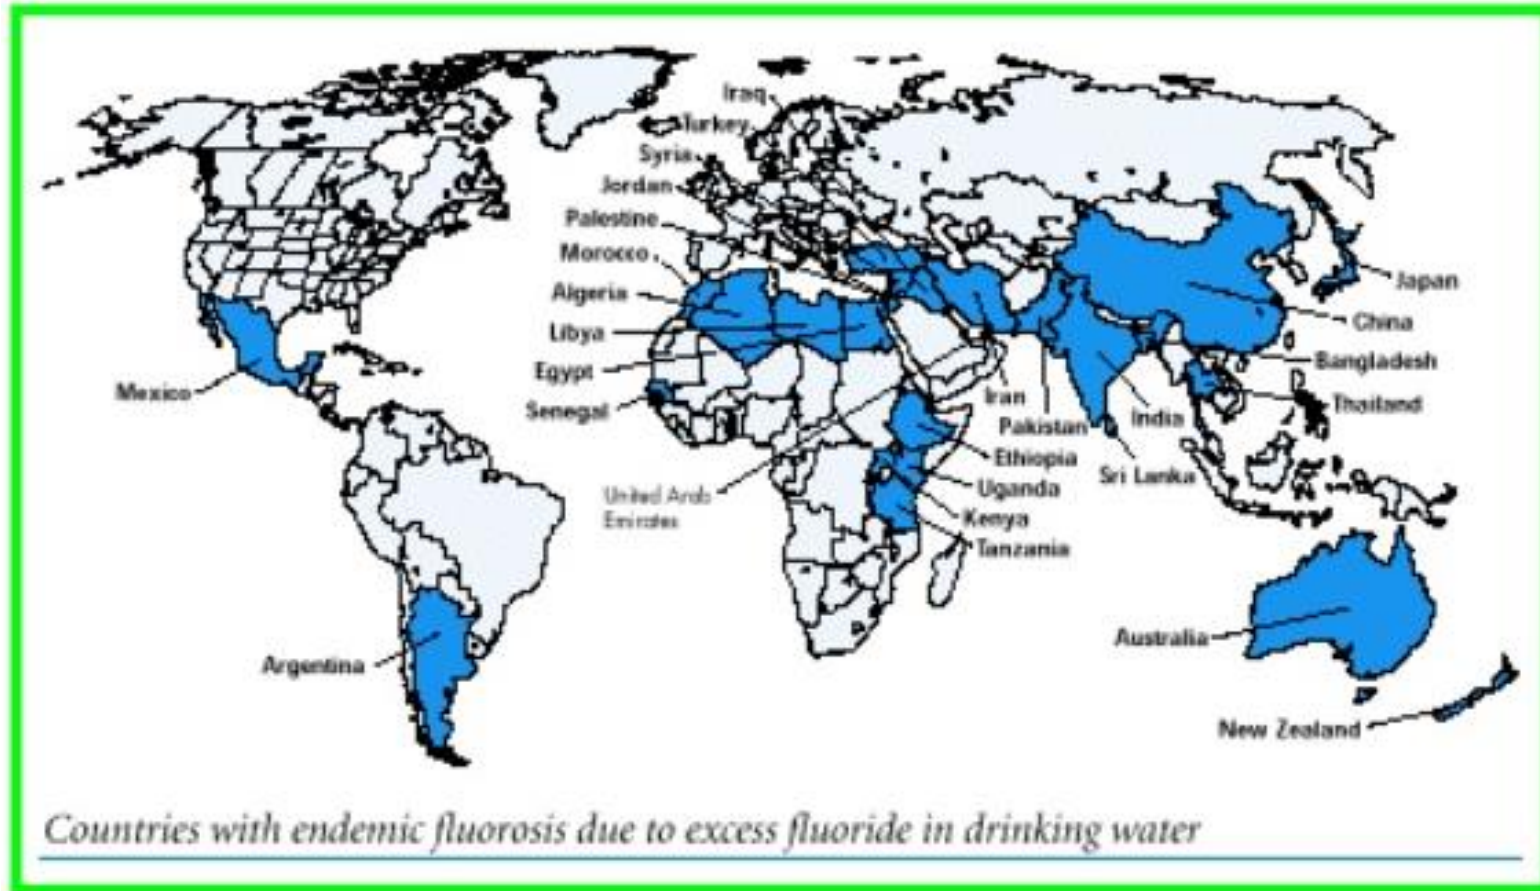 Iraq
Turkey
Syria
Jordan
Palestine
Morocco
Algeria
Libya
Egypt
Senegal
Mexico
Japan
China
Bangladesh
Thailand
India
Iran
Pakistan
Sri Lanka
Ethiopia
Uganda
Kenya
Tanzania
United Arab
Emirates
Argentina
Australia
New Zealand
Countries with endemic fluorosis due to excess fluoride in drinking water